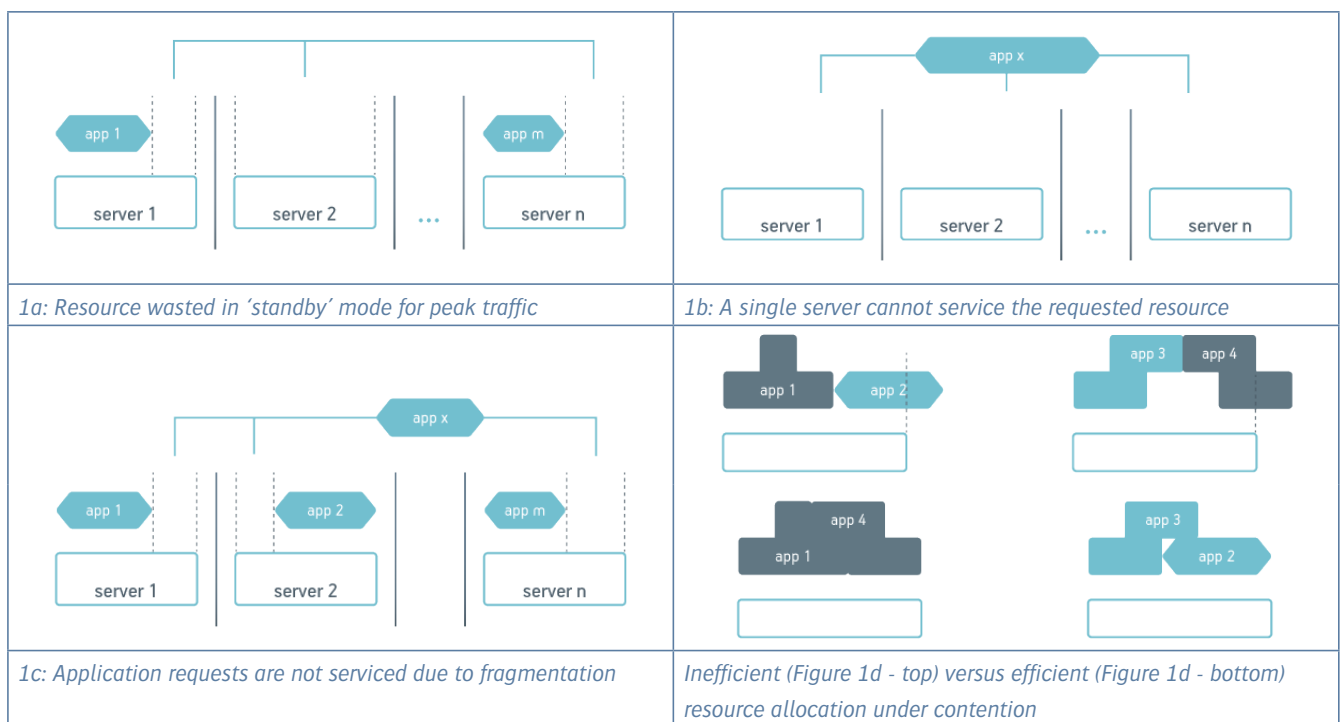 app 1
app m
server 1
server 2
...
server n
1a: Resource wasted in ‘standby’ mode for peak traffic
app x
server 1
server 2
...
server n
1b: A single server cannot service the requested resource
app x
app 1
app 2
app m
server 1
server 2
server n
1c: Application requests are not serviced due to fragmentation
app 1
app 2
app 3
app 4
app 4
app 1
app 3
app 2
Inefficient (Figure 1d - top) versus efficient (Figure 1d - bottom)
resource allocation under contention